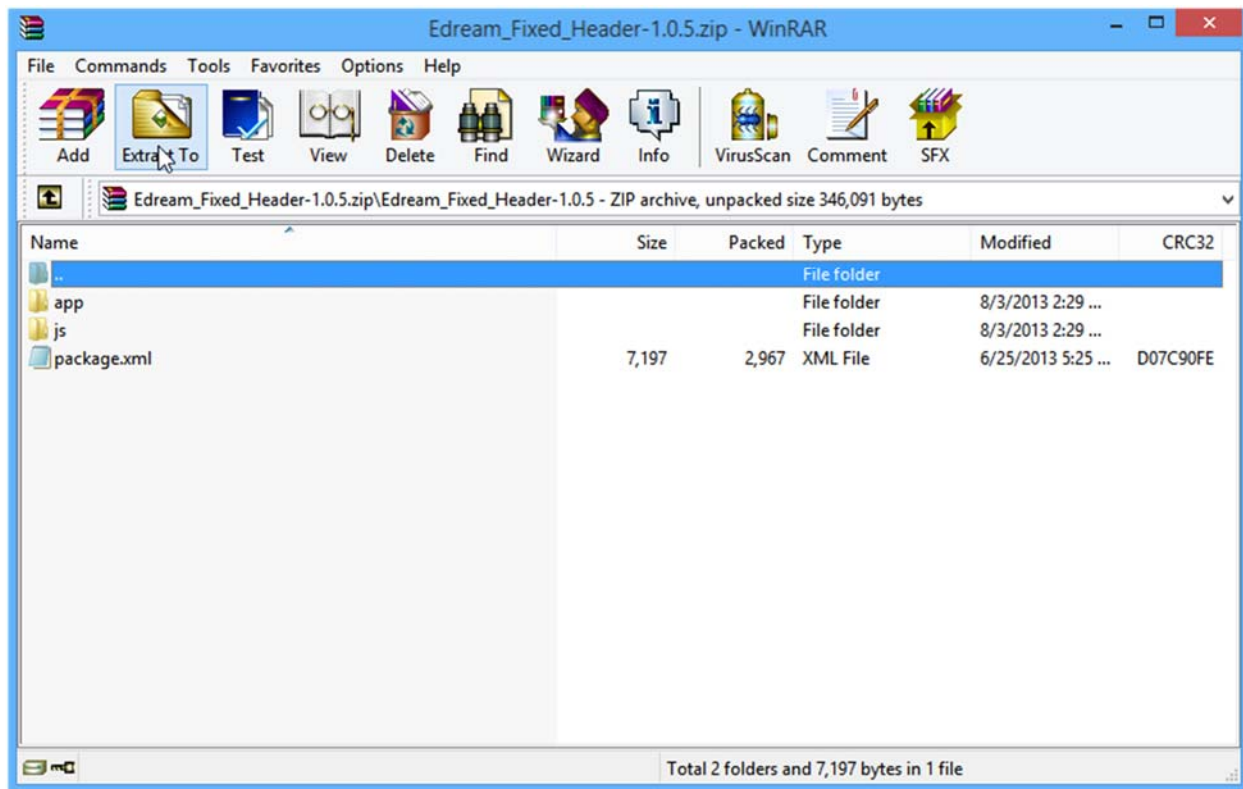 Edream_Fixed_Header-1.0.5.zip - WinRAR
File Commands Tools Favorites Options Help
Add Extract To Test View Delete Find Wizard Info VirusScan Comment SFX
Edream_Fixed_Header-1.0.5.zip\Edream_Fixed_Header-1.0.5 - ZIP archive, unpacked size 346,091 bytes
Name Size Packed Type Modified CRC32
.. File folder
app File folder 8/3/2013 2:29 ...
js File folder 8/3/2013 2:29 ...
package.xml 7,197 2,967 XML File 6/25/2013 5:25 ... D07C90FE
Total 2 folders and 7,197 bytes in 1 file